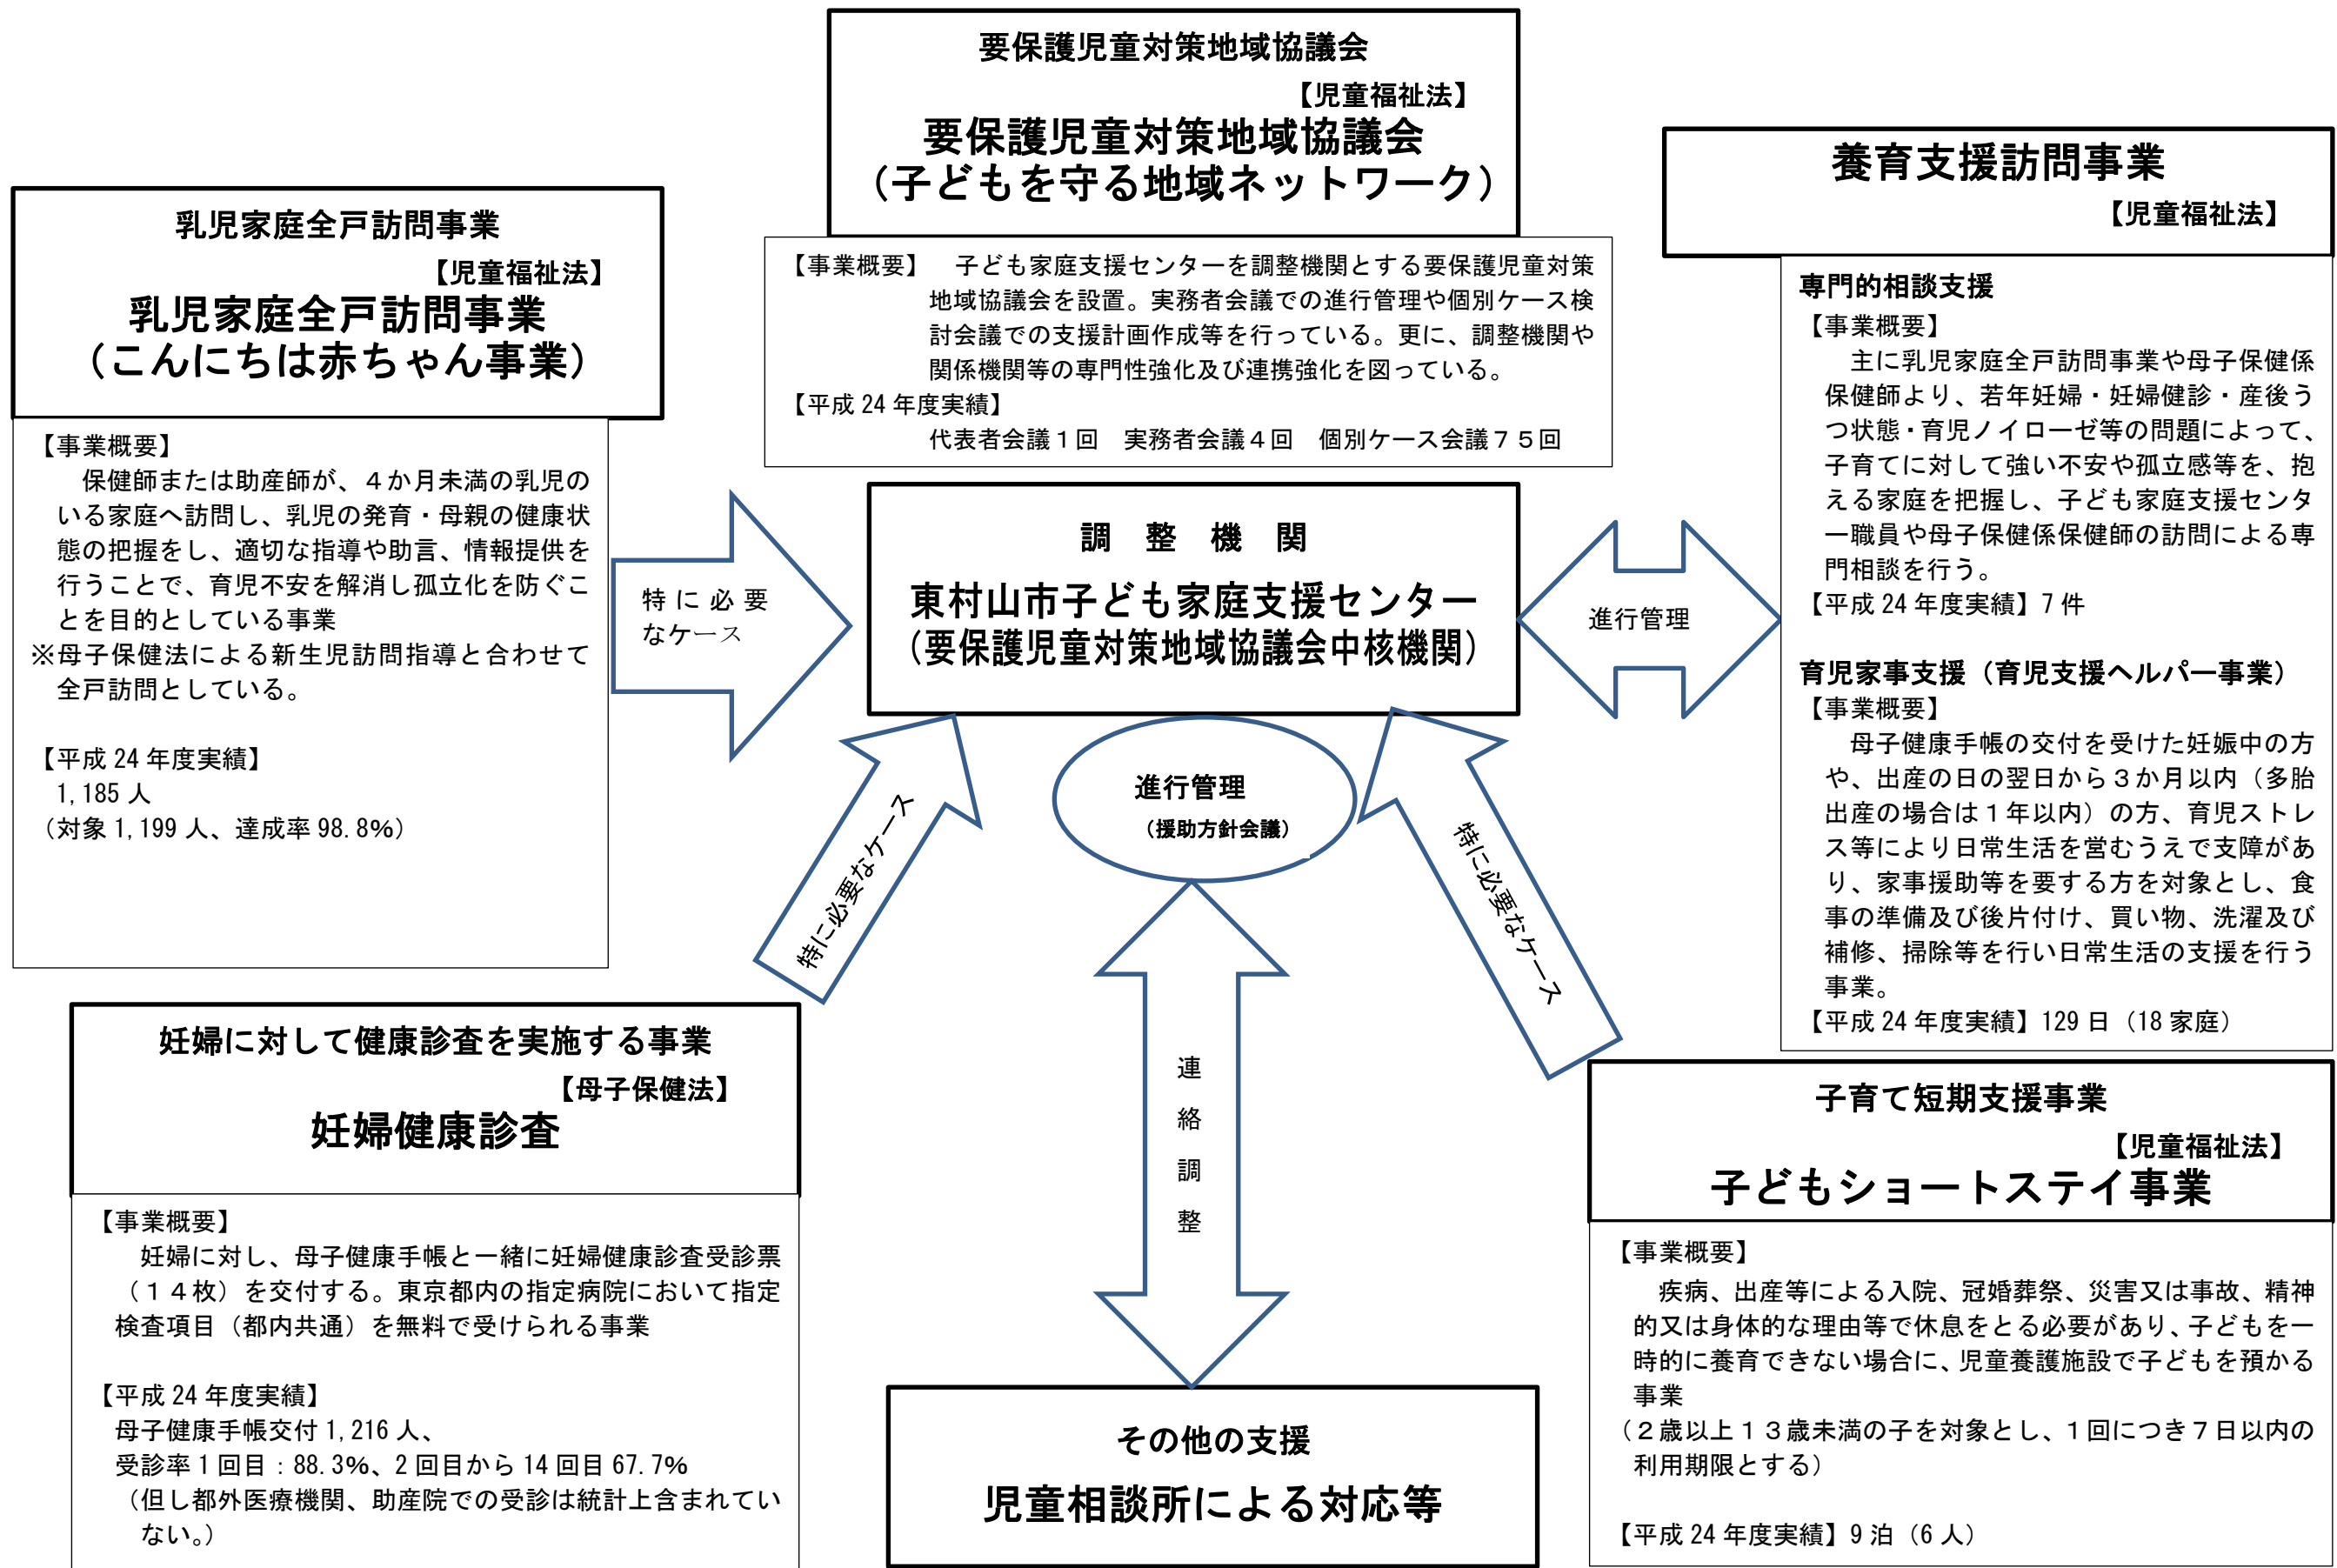 要保護児童対策地域協議会
【児童福祉法】
要保護児童対策地域協議会
（子どもを守る地域ネットワーク）
【事業概要】　子ども家庭支援センターを調整機関とする要保護児童対策
地域協議会を設置。実務者会議での進行管理や個別ケース検
討会議での支援計画作成等を行っている。更に、調整機関や
関係機関等の専門性強化及び連携強化を図っている。
【平成 24 年度実績】
代表者会議１回　実務者会議４回　個別ケース会議７５回
乳児家庭全戸訪問事業
【児童福祉法】
乳児家庭全戸訪問事業
（こんにちは赤ちゃん事業）
【事業概要】
保健師または助産師が、４か月未満の乳児の
いる家庭へ訪問し、乳児の発育・母親の健康状
態の把握をし、適切な指導や助言、情報提供を
行うことで、育児不安を解消し孤立化を防ぐこ
とを目的としている事業
※母子保健法による新生児訪問指導と合わせて
全戸訪問としている。
【平成 24 年度実績】
1,185 人
（対象 1,199 人、達成率 98.8%）
特に必要
なケース
調　整　機　関
東村山市子ども家庭支援センター
（要保護児童対策地域協議会中核機関）
進行管理
養育支援訪問事業
【児童福祉法】
専門的相談支援
【事業概要】
主に乳児家庭全戸訪問事業や母子保健係
保健師より、若年妊婦・妊婦健診・産後う
つ状態・育児ノイローゼ等の問題によって、
子育てに対して強い不安や孤立感等を、抱
える家庭を把握し、子ども家庭支援センタ
ー職員や母子保健係保健師の訪問による専
門相談を行う。
【平成 24 年度実績】7 件
育児家事支援（育児支援ヘルパー事業）
【事業概要】
母子健康手帳の交付を受けた妊娠中の方
や、出産の日の翌日から３か月以内（多胎
出産の場合は１年以内）の方、育児ストレ
ス等により日常生活を営むうえで支障があ
り、家事援助等を要する方を対象とし、食
事の準備及び後片付け、買い物、洗濯及び
補修、掃除等を行い日常生活の支援を行う
事業。
【平成 24 年度実績】129 日（18 家庭）
進行管理
（援助方針会議）
特に必要なケース
特に必要なケース
連
絡
調
整
妊婦に対して健康診査を実施する事業
【母子保健法】
妊婦健康診査
【事業概要】
妊婦に対し、母子健康手帳と一緒に妊婦健康診査受診票
（１４枚）を交付する。東京都内の指定病院において指定
検査項目（都内共通）を無料で受けられる事業
【平成 24 年度実績】
母子健康手帳交付 1,216 人、
受診率 1 回目：88.3%、2 回目から 14 回目 67.7%
（但し都外医療機関、助産院での受診は統計上含まれてい
ない。）
その他の支援
児童相談所による対応等
子育て短期支援事業
【児童福祉法】
子どもショートステイ事業
【事業概要】
疾病、出産等による入院、冠婚葬祭、災害又は事故、精神
的又は身体的な理由等で休息をとる必要があり、子どもを一
時的に養育できない場合に、児童養護施設で子どもを預かる
事業
（２歳以上１３歳未満の子を対象とし、１回につき７日以内の
利用期限とする）
【平成 24 年度実績】9 泊（6 人）